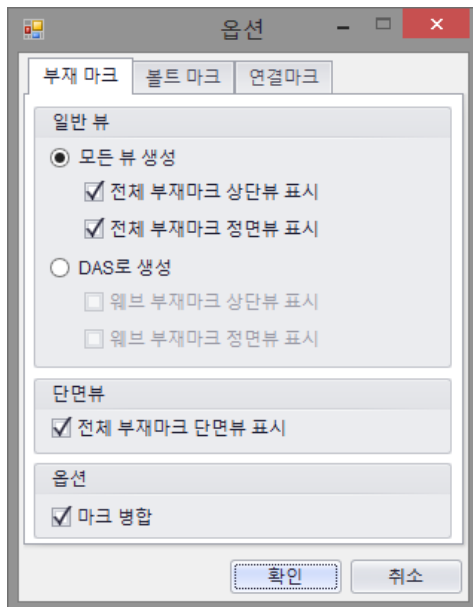 옵션
부재 마크 볼트 마크 연결마크
일반 뷰
모든 뷰 생성
전체 부재마크 상단뷰 표시
전체 부재마크 정면뷰 표시
DAS로 생성
웨브 부재마크 상단뷰 표시
웨브 부재마크 정면뷰 표시
단면뷰
전체 부재마크 단면뷰 표시
옵션
마크 병합
확인 취소